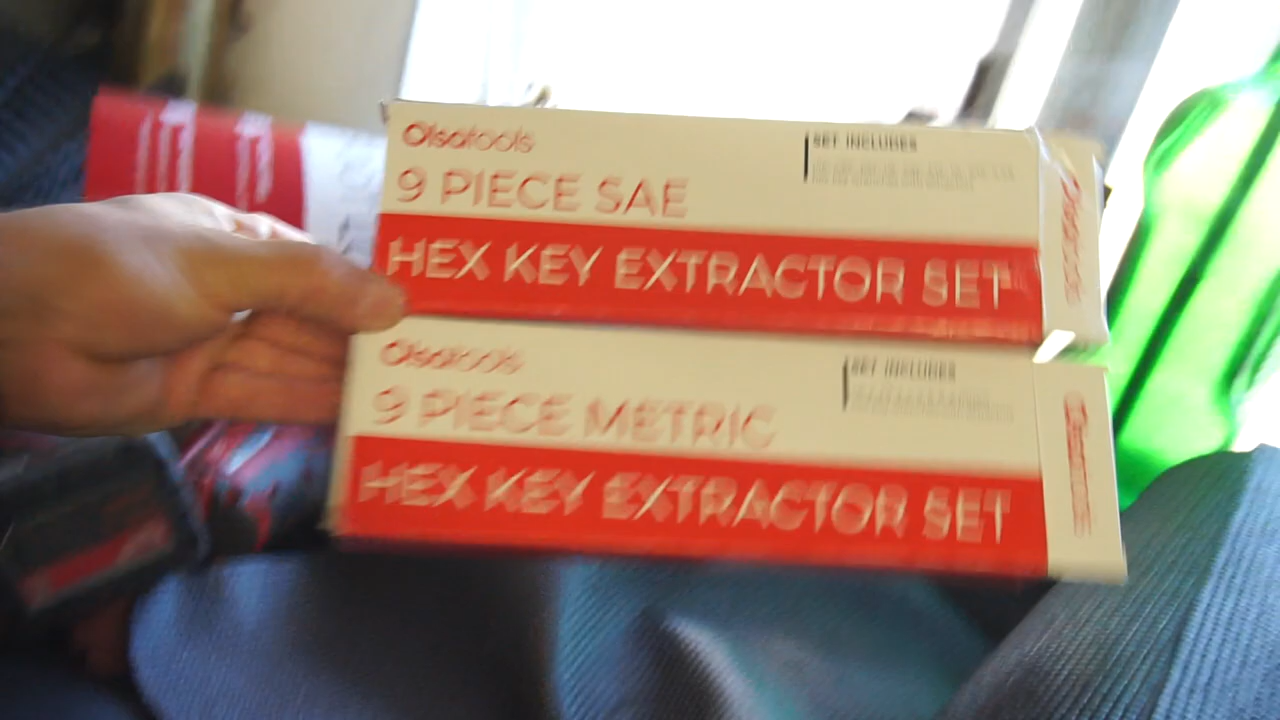 Olsatools
9 PIECE SAE
HEX KEY EXTRACTOR SET
SET INCLUDES
Olsatools
9 PIECE METRIC
HEX KEY EXTRACTOR SET
SET INCLUDES